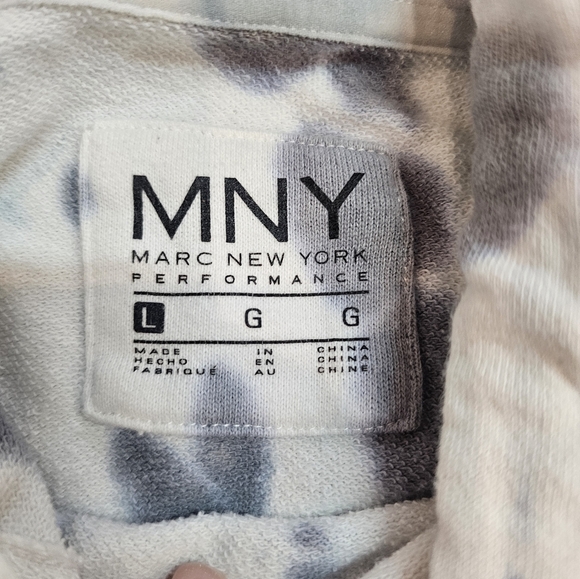 MNY
MARC NEW YORK
PERFORMANCE
L G G
MADE IN CHINA
HECHO EN CHINA
FABRIQUÉ AU CHINE